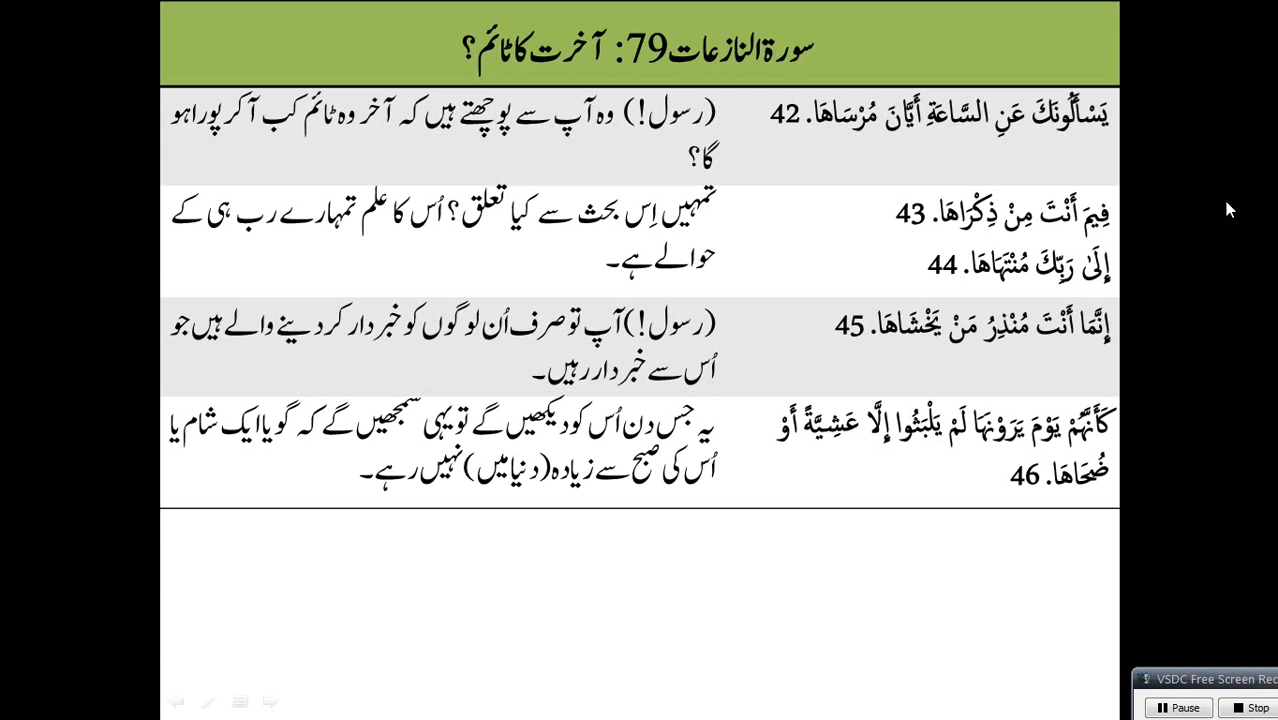 سورۃ النازعات 79: آخرت کا ٹائم؟
يَسْأَلُونَكَ عَنِ السَّاعَةِ أَيَّانَ مُرْسَاهَا. 42
(رسول!) وہ آپ سے پوچھتے ہیں کہ آخر وہ ٹائم کب آ کر پورا ہو
گا؟
فِيمَ أَنْتَ مِنْ ذِكْرَاهَا. 43
إِلَىٰ رَبِّكَ مُنْتَهَاهَا. 44
تمہیں اِس بحث سے کیا تعلق؟ اُس کا علم تمہارے رب ہی کے
حوالے ہے۔
إِنَّمَا أَنْتَ مُنْذِرُ مَنْ يَخْشَاهَا. 45
(رسول!) آپ تو صرف اُن لوگوں کو خبردار کر دینے والے ہیں جو
اُس سے خبردار رہیں۔
كَأَنَّهُمْ يَوْمَ يَرَوْنَهَا لَمْ يَلْبَثُوا إِلَّا عَشِيَّةً أَوْ
ضُحَاهَا. 46
یہ جس دن اُس کو دیکھیں گے تو یہی سمجھیں گے کہ گویا ایک شام یا
اُس کی صبح سے زیادہ (دنیا میں) نہیں رہے۔
VSDC Free Screen Rec
Pause
Stop